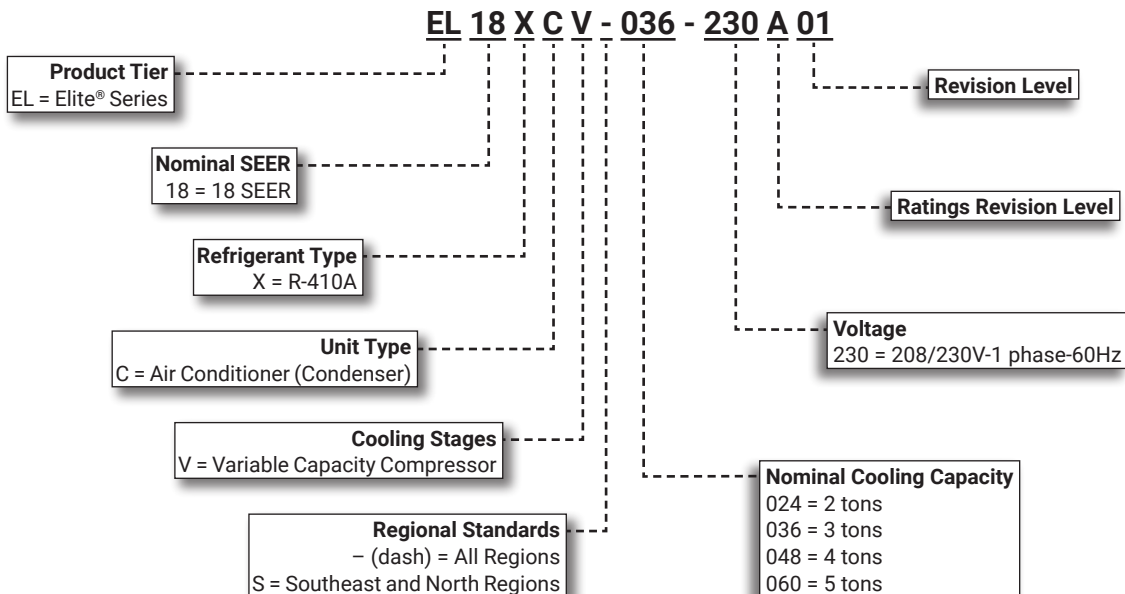 EL 18 X C V - 036 - 230 A 01
Product Tier
EL = Elite® Series
Revision Level
Nominal SEER
18 = 18 SEER
Ratings Revision Level
Refrigerant Type
X = R-410A
Unit Type
C = Air Conditioner (Condenser)
Voltage
230 = 208/230V-1 phase-60Hz
Cooling Stages
V = Variable Capacity Compressor
Regional Standards
– (dash) = All Regions
S = Southeast and North Regions
Nominal Cooling Capacity
024 = 2 tons
036 = 3 tons
048 = 4 tons
060 = 5 tons